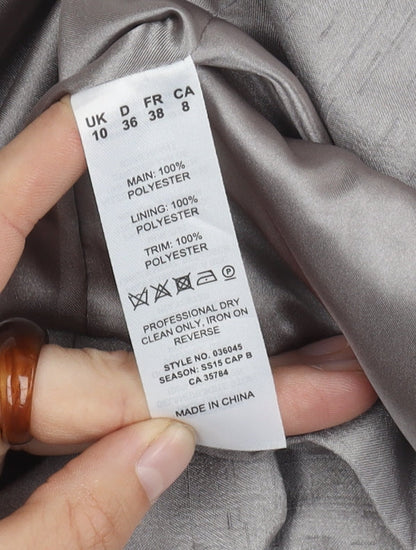 UK D FR CA
10 36 38 8
MAIN: 100%
POLYESTER
LINING: 100%
POLYESTER
TRIM: 100%
POLYESTER
PROFESSIONAL DRY
CLEAN ONLY, IRON ON
REVERSE
STYLE NO. 036045
SEASON: SS15 CAP B
CA 35784
MADE IN CHINA